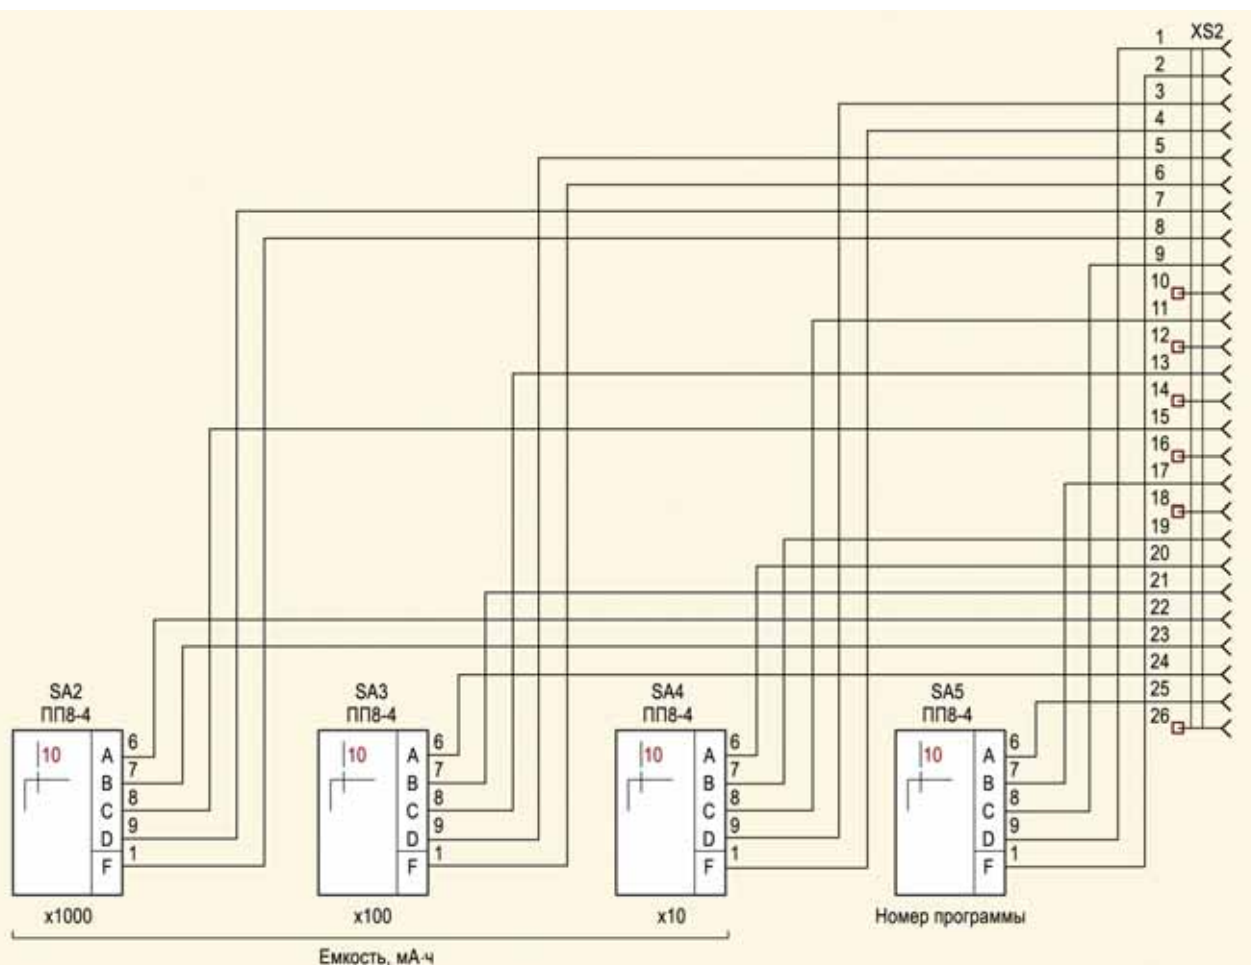 XS2
1
2
3
4
5
6
7
8
9
10
11
12
13
14
15
16
17
18
19
20
21
22
23
24
25
26
SA2
ПП8-4
10
A 6
B 7
C 8
D 9
F 1
x1000
SA3
ПП8-4
10
A 6
B 7
C 8
D 9
F 1
x100
SA4
ПП8-4
10
A 6
B 7
C 8
D 9
F 1
x10
SA5
ПП8-4
10
A 6
B 7
C 8
D 9
F 1
Номер программы
Емкость, мА-ч